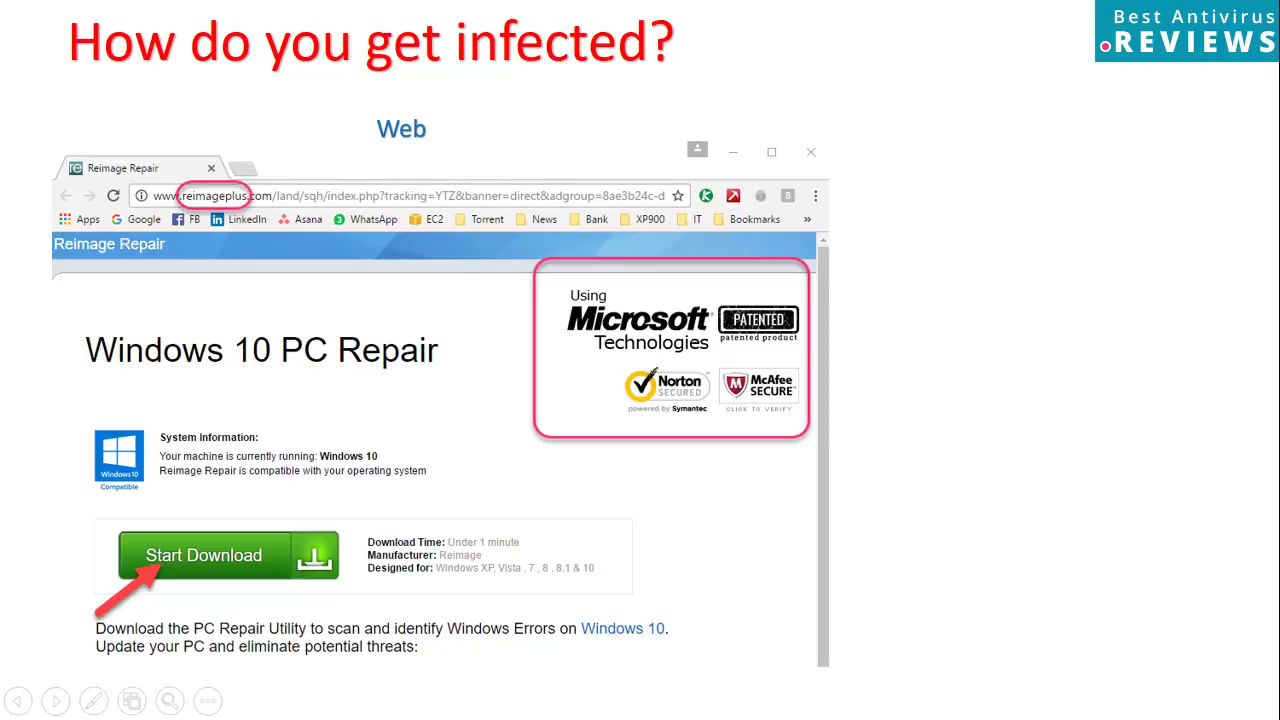 How do you get infected?
Best Antivirus
.REVIEWS
Web
Reimage Repair
www.reimageplus.com/land/sqh/index.php?tracking=YTZ&banner=direct&adgroup=8ae3b24c-d
Apps Google FB LinkedIn Asana WhatsApp EC2 Torrent News Bank XP900 IT Bookmarks »
Reimage Repair
Using
Microsoft
Technologies
PATENTED
patented product
Windows 10 PC Repair
Norton
SECURED
powered by Symantec
McAfee
SECURE
CLICK TO VERIFY
Windows10
Compatible
System Information:
Your machine is currently running: Windows 10
Reimage Repair is compatible with your operating system
Start Download
Download Time: Under 1 minute
Manufacturer: Reimage
Designed for: Windows XP, Vista , 7 , 8 , 8.1 & 10
Download the PC Repair Utility to scan and identify Windows Errors on Windows 10.
Update your PC and eliminate potential threats: